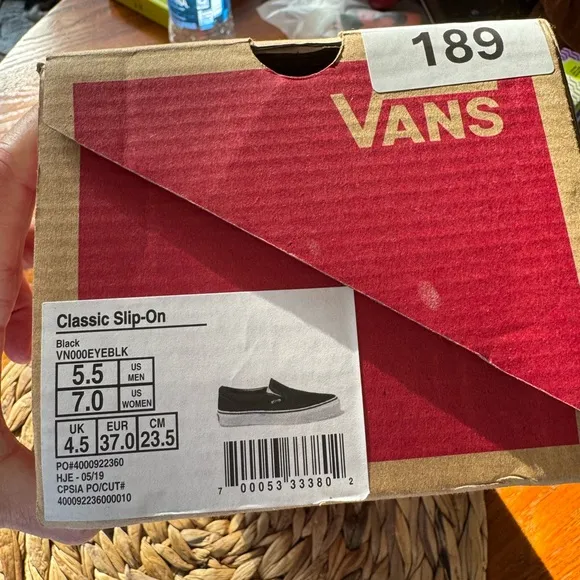 189
VANS
Classic Slip-On
Black
VN000EYEBLK
5.5 US MEN
7.0 US WOMEN
UK EUR CM
4.5 37.0 23.5
PO#4000922360
HJE - 05/19
CPSIA PO/CUT#
400092236000010
7 00053 33380 2